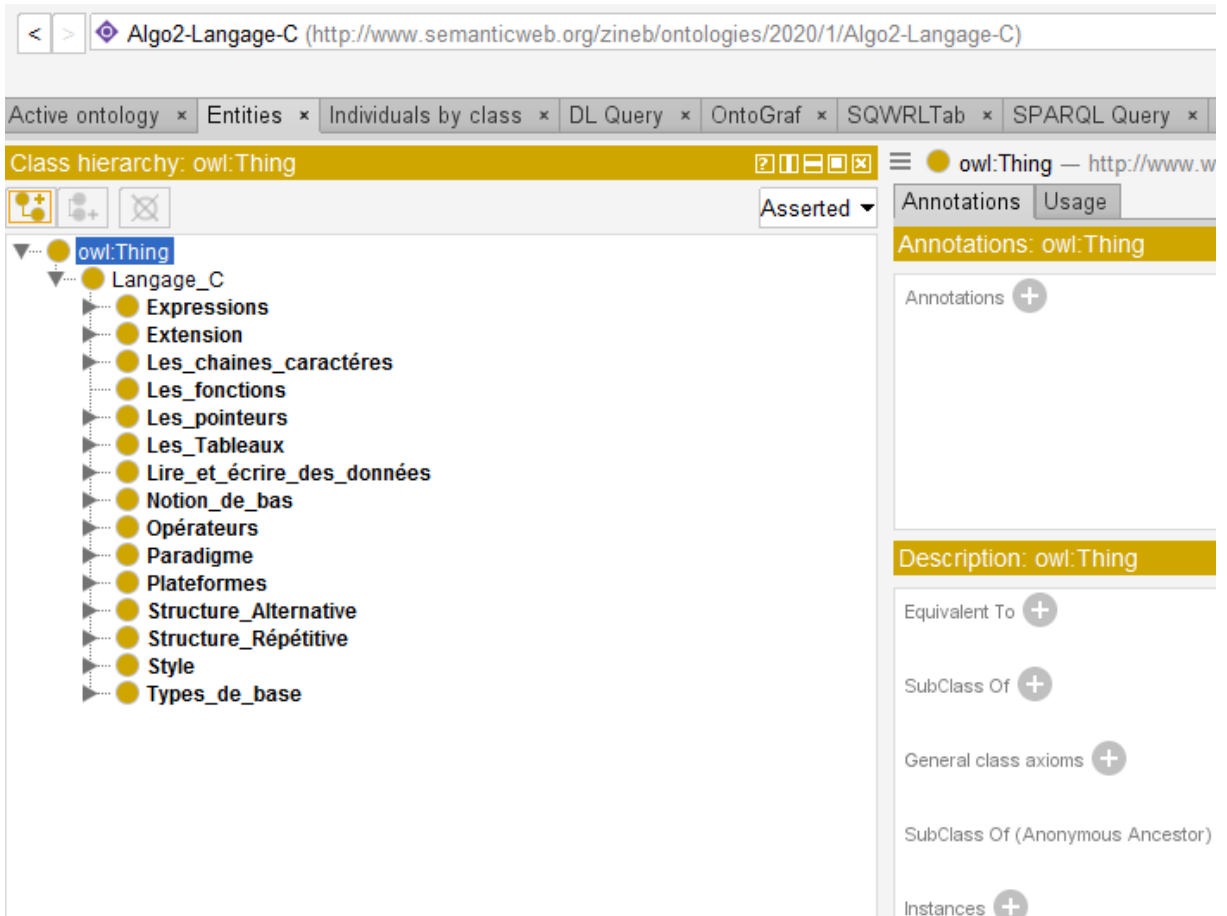 < > Algo2-Langage-C (http://www.semanticweb.org/zineb/ontologies/2020/1/Algo2-Langage-C)
Active ontology × Entities × Individuals by class × DL Query × OntoGraf × SQWRLTab × SPARQL Query ×
Class hierarchy: owl:Thing
owl:Thing — http://www.w
Asserted
Annotations Usage
Annotations: owl:Thing
owl:Thing
Langage_C
Annotations
Expressions
Extension
Les_chaines_caractéres
Les_fonctions
Les_pointeurs
Les_Tableaux
Lire_et_écrire_des_données
Notion_de_bas
Opérateurs
Paradigme
Plateformes
Structure_Alternative
Structure_Répétitive
Style
Types_de_base
Description: owl:Thing
Equivalent To
SubClass Of
General class axioms
SubClass Of (Anonymous Ancestor)
Instances